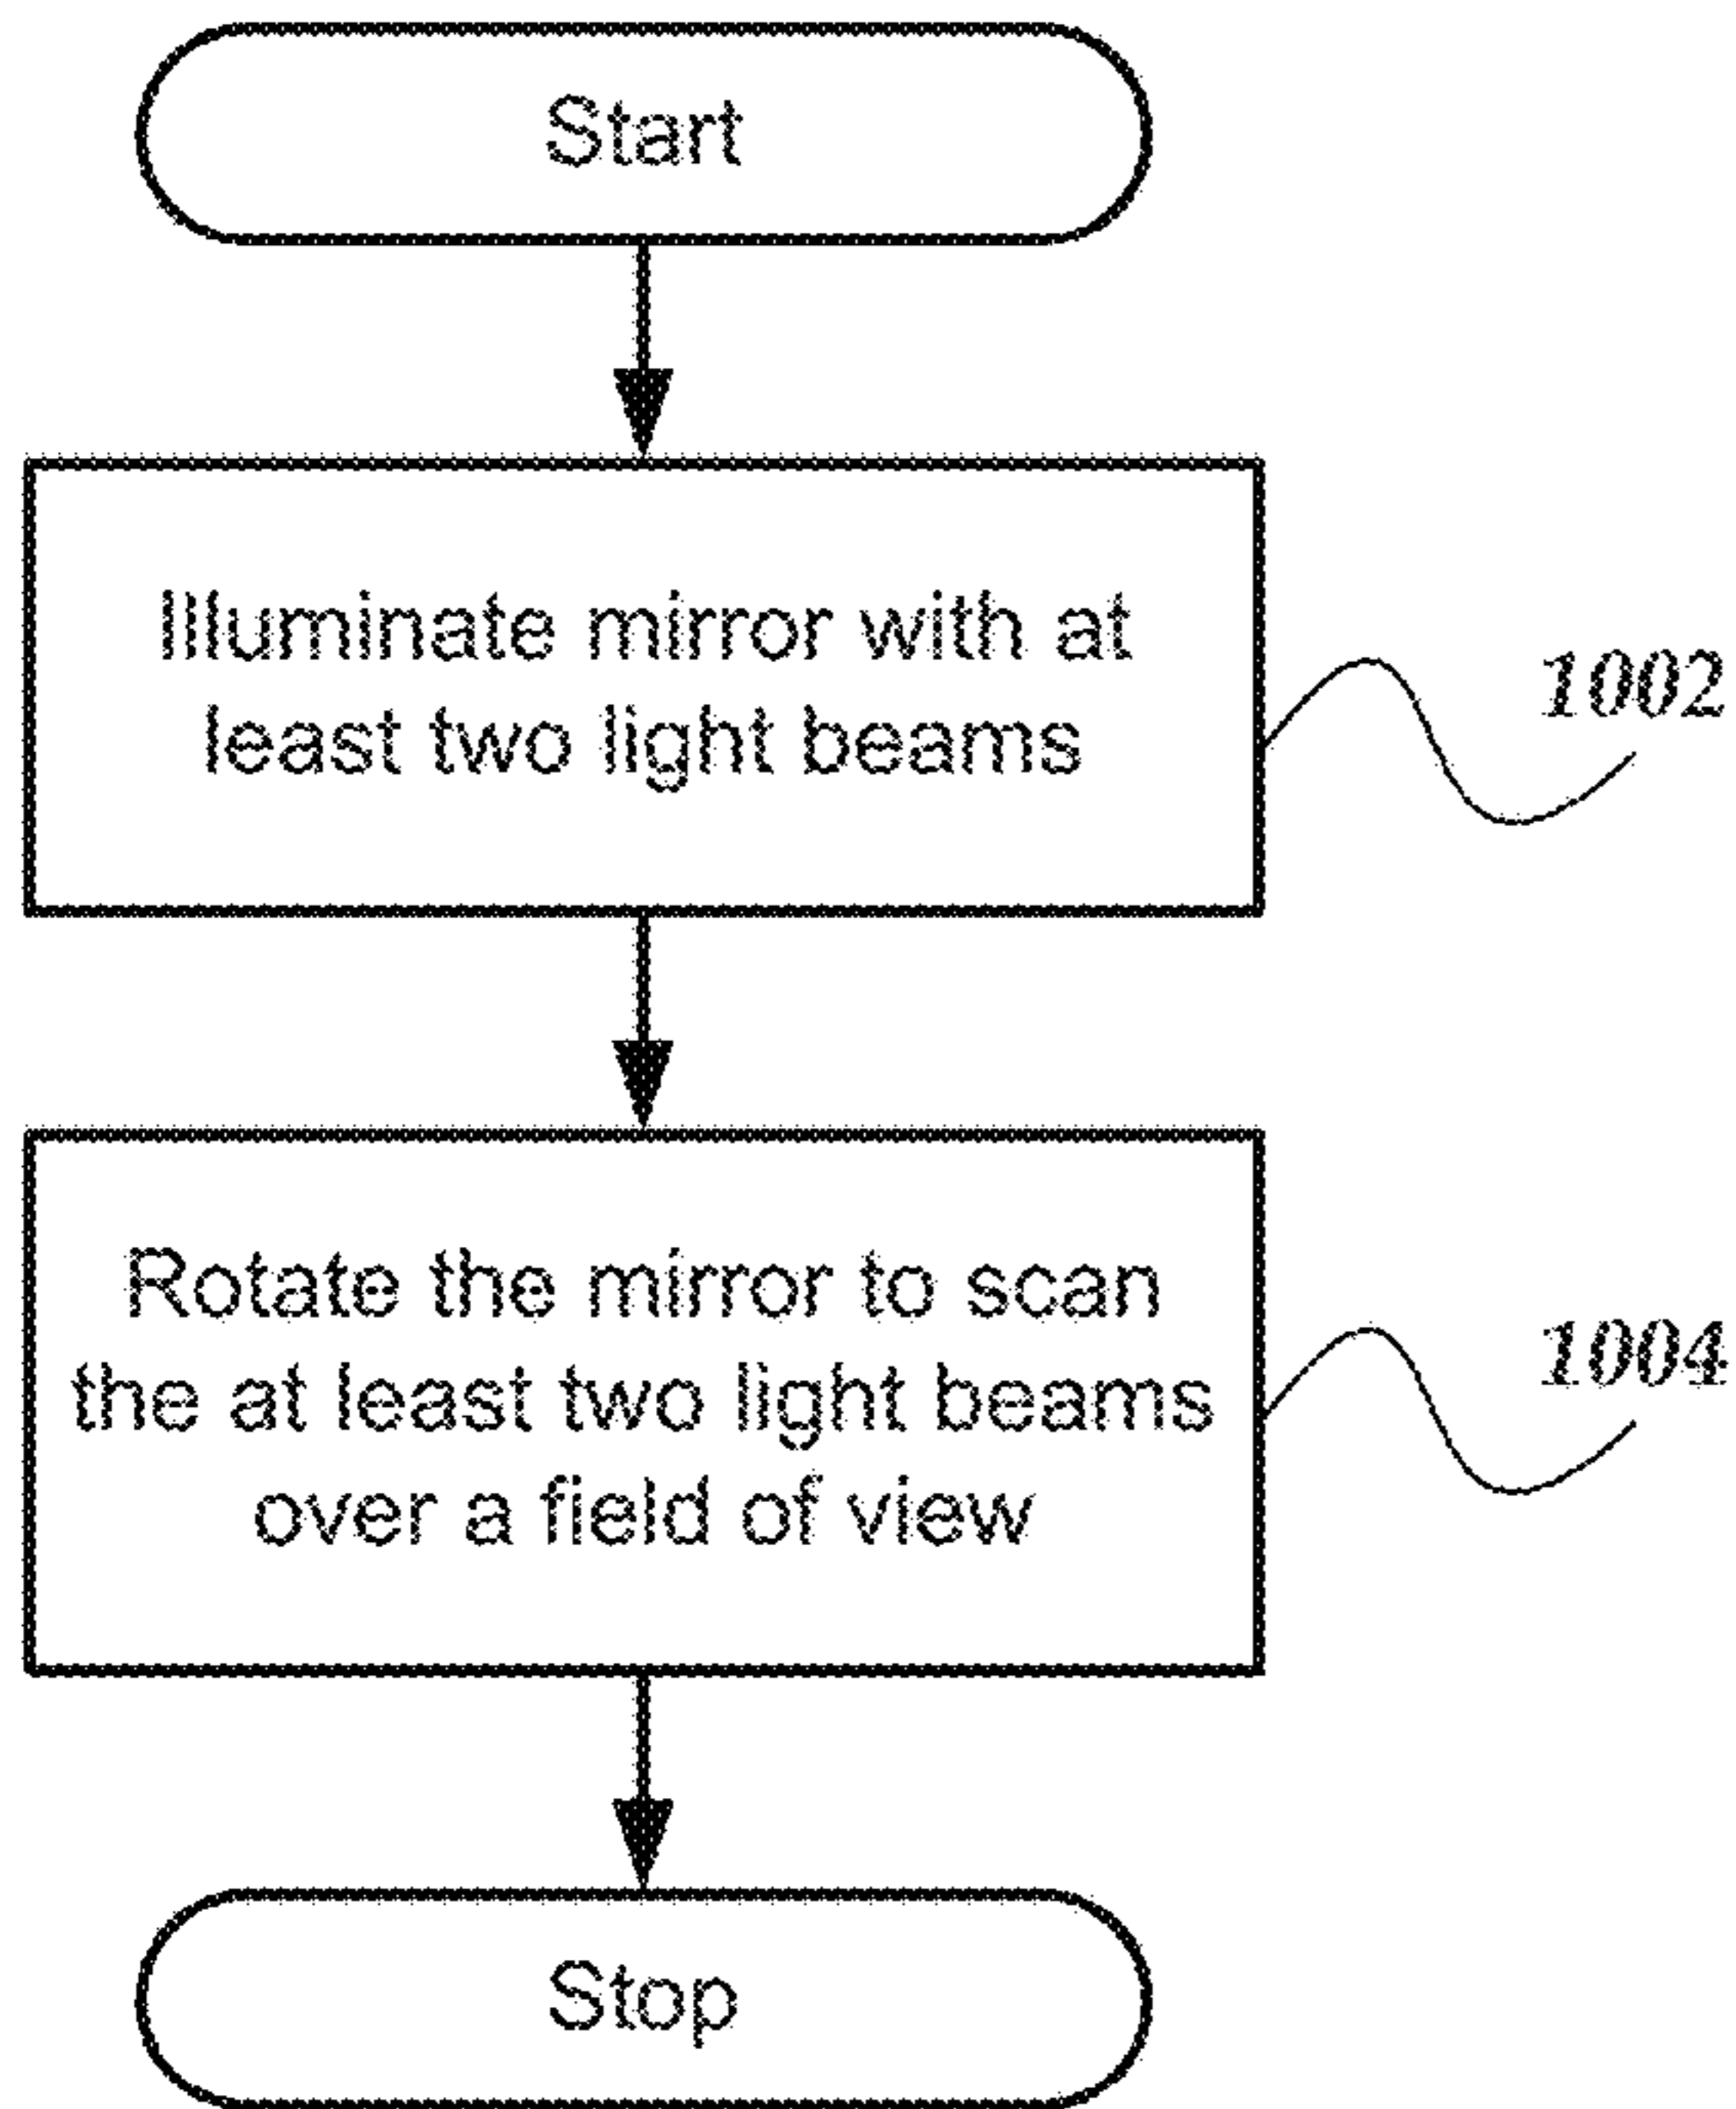 Start
Illuminate mirror with at
least two light beams
1002
Rotate the mirror to scan
the at least two light beams
over a field of view
1004
Stop